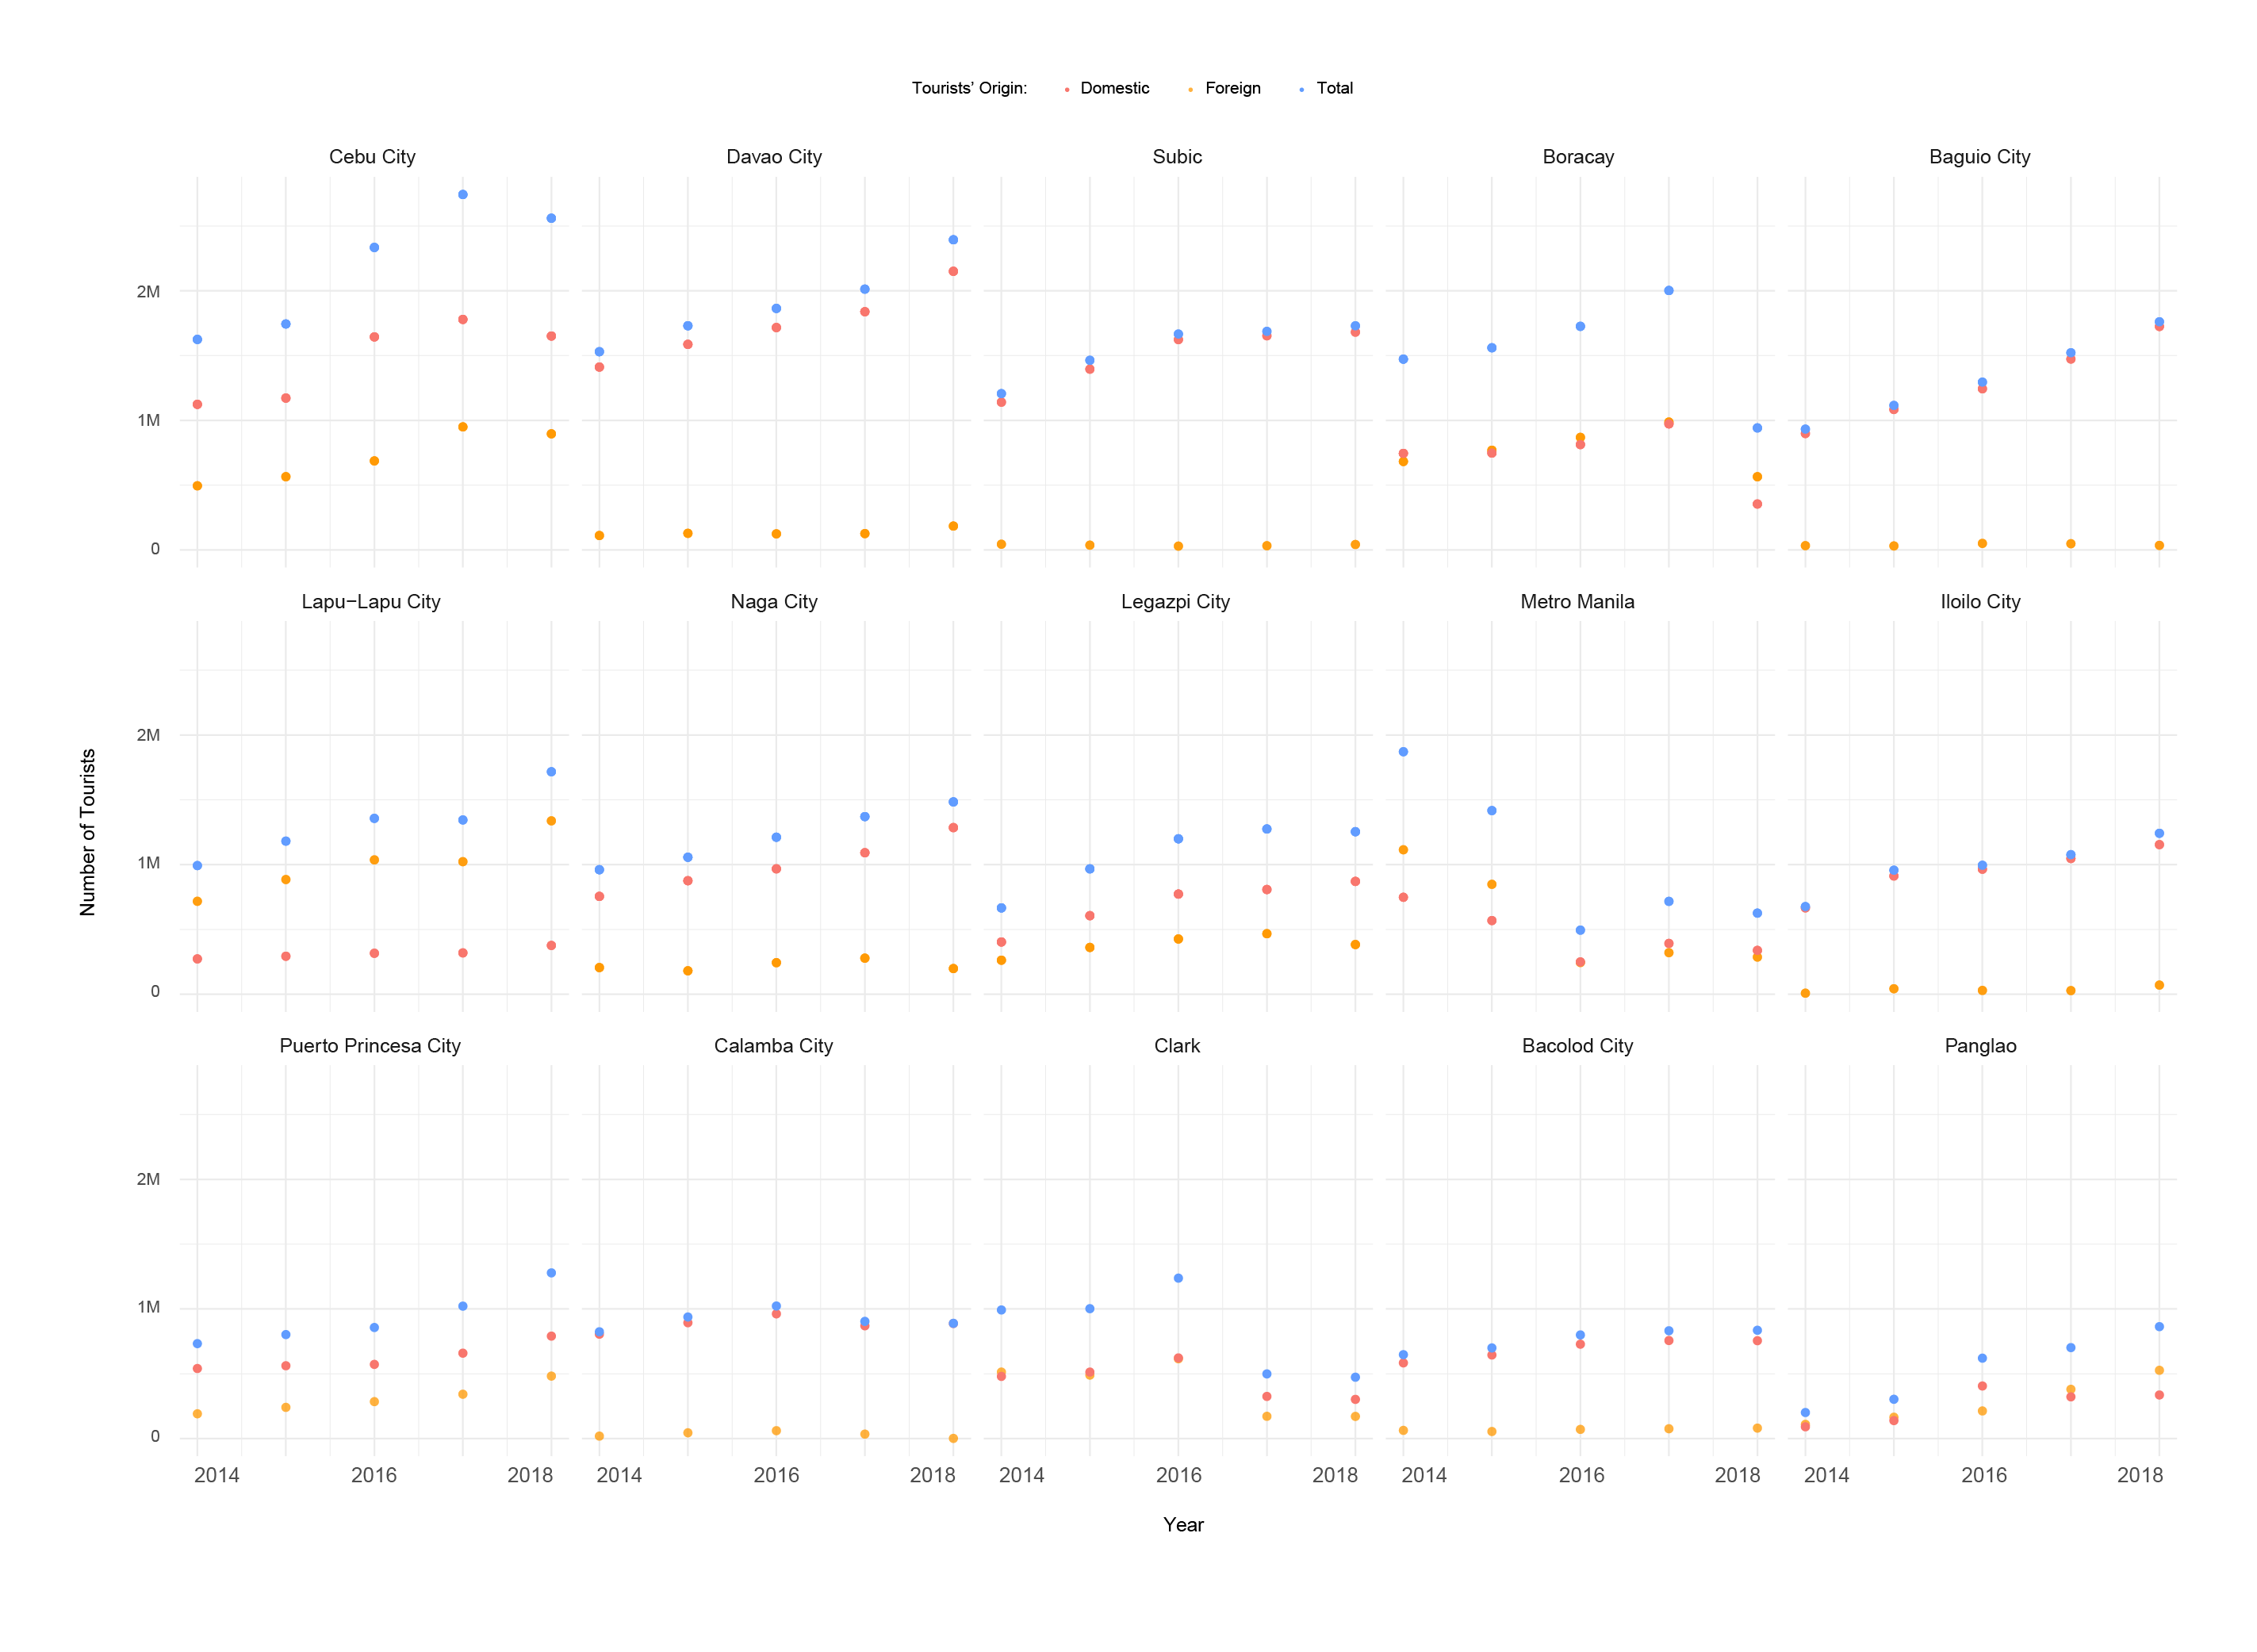 Tourists’ Origin: Domestic Foreign Total
Cebu City Davao City Subic Boracay Baguio City
2M
1M
0
Lapu−Lapu City Naga City Legazpi City Metro Manila Iloilo City
2M
1M
0
Number of Tourists
Puerto Princesa City Calamba City Clark Bacolod City Panglao
2M
1M
0
2014 2016 2018 2014 2016 2018 2014 2016 2018 2014 2016 2018 2014 2016 2018
Year